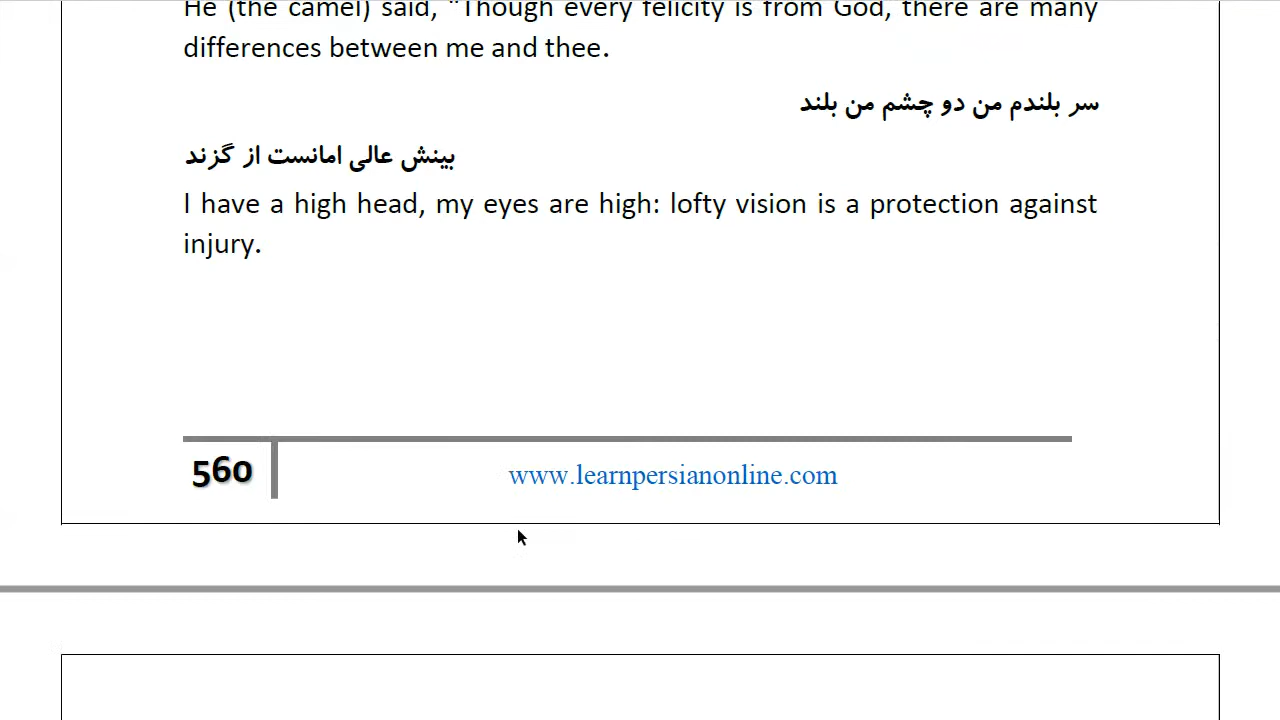 He (the camel) said, "Though every felicity is from God, there are many
differences between me and thee.
سر بلندم من دو چشم من بلند
بینش عالی امانست از گزند
I have a high head, my eyes are high: lofty vision is a protection against
injury.
560
www.learnpersianonline.com